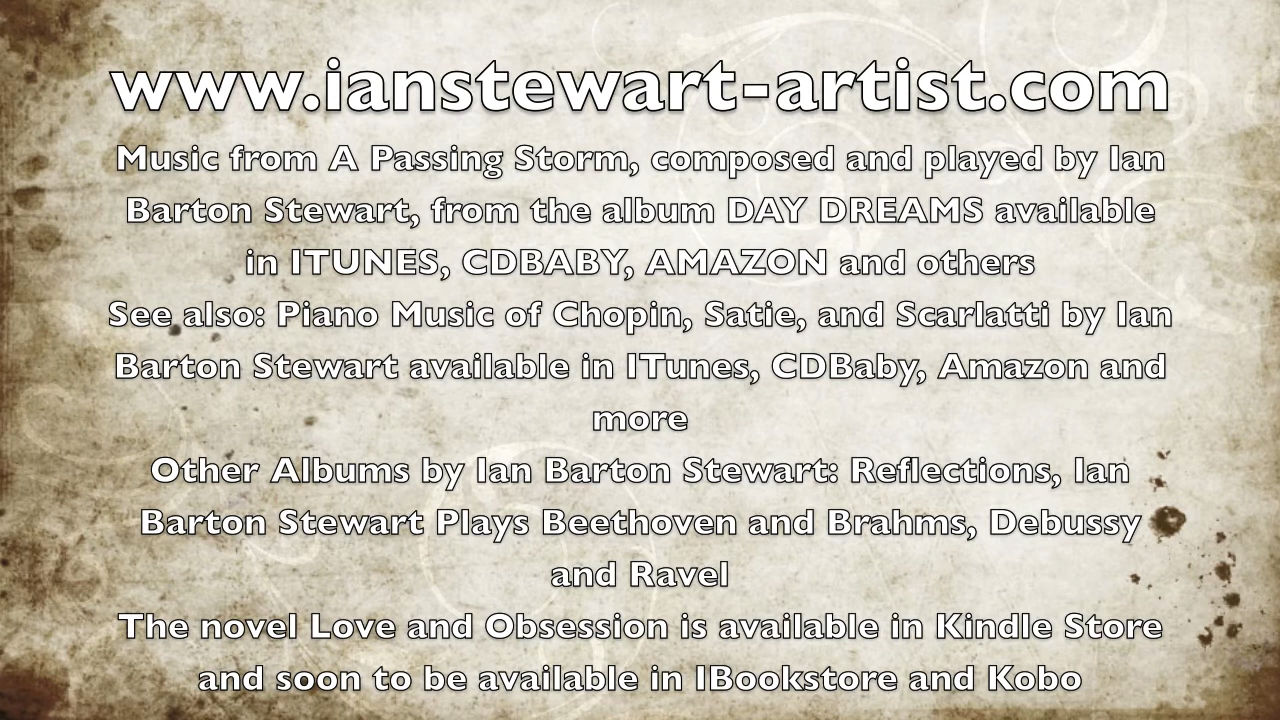 www.ianstewart-artist.com
Music from A Passing Storm, composed and played by Ian
Barton Stewart, from the album DAY DREAMS available
in ITUNES, CDBABY, AMAZON and others
See also: Piano Music of Chopin, Satie, and Scarlatti by Ian
Barton Stewart available in ITunes, CDBaby, Amazon and
more
Other Albums by Ian Barton Stewart: Reflections, Ian
Barton Stewart Plays Beethoven and Brahms, Debussy
and Ravel
The novel Love and Obsession is available in Kindle Store
and soon to be available in IBookstore and Kobo